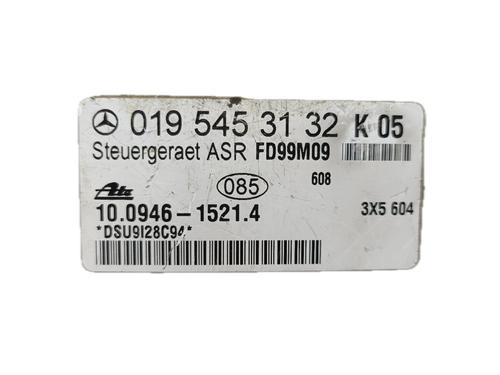 019 545 31 32 K 05
Steuergeraet ASR FD99M09
Ate 085 608
10.0946-1521.4 3X5 604
*DSU9I28C94*